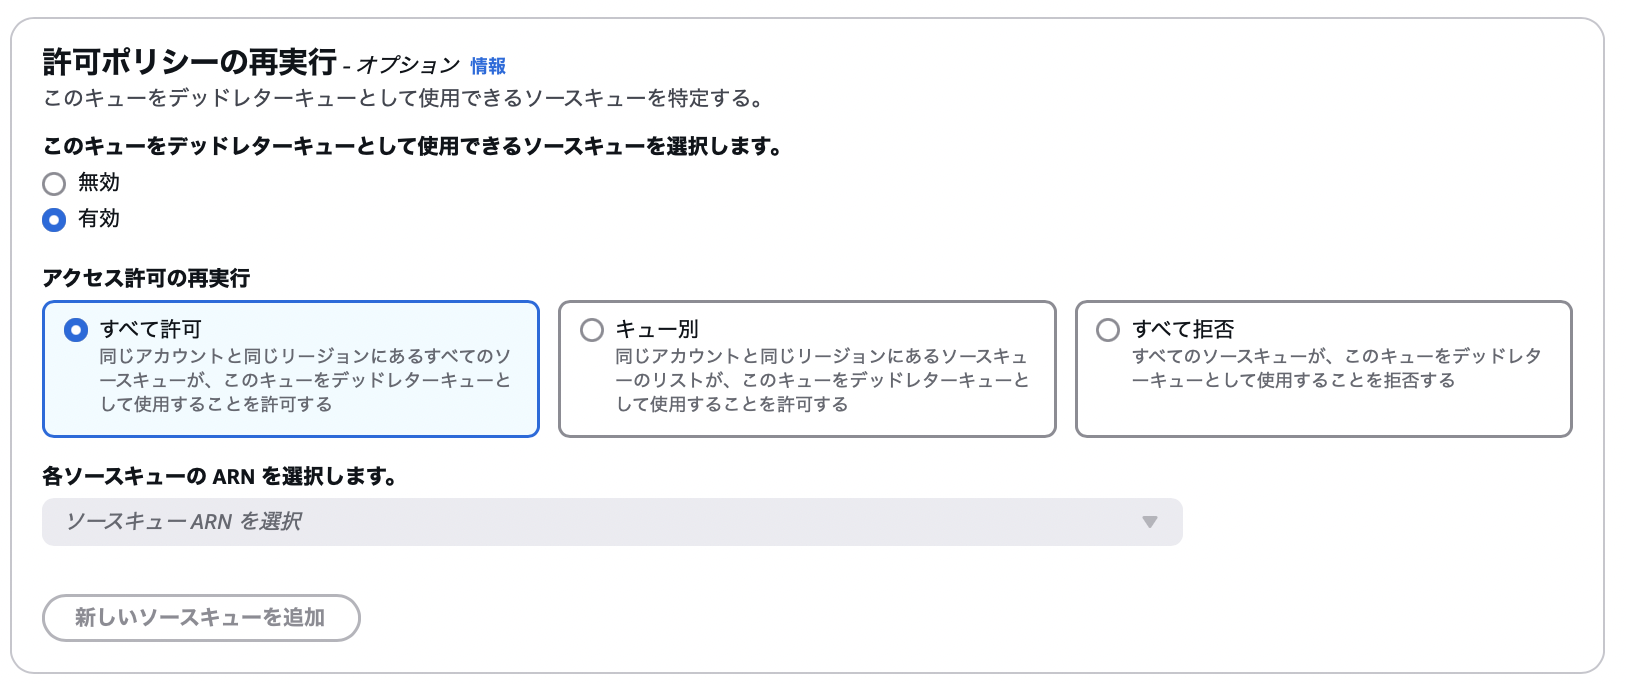 許可ポリシーの再実行 - オプション 情報
このキューをデッドレターキューとして使用できるソースキューを特定する。
このキューをデッドレターキューとして使用できるソースキューを選択します。
無効
有効
アクセス許可の再実行
すべて許可
同じアカウントと同じリージョンにあるすべてのソ
ースキューが、このキューをデッドレターキューと
して使用することを許可する
キュー別
同じアカウントと同じリージョンにあるソースキュ
ーのリストが、このキューをデッドレターキューと
して使用することを許可する
すべて拒否
すべてのソースキューが、このキューをデッドレタ
ーキューとして使用することを拒否する
各ソースキューの ARN を選択します。
ソースキュー ARN を選択
新しいソースキューを追加